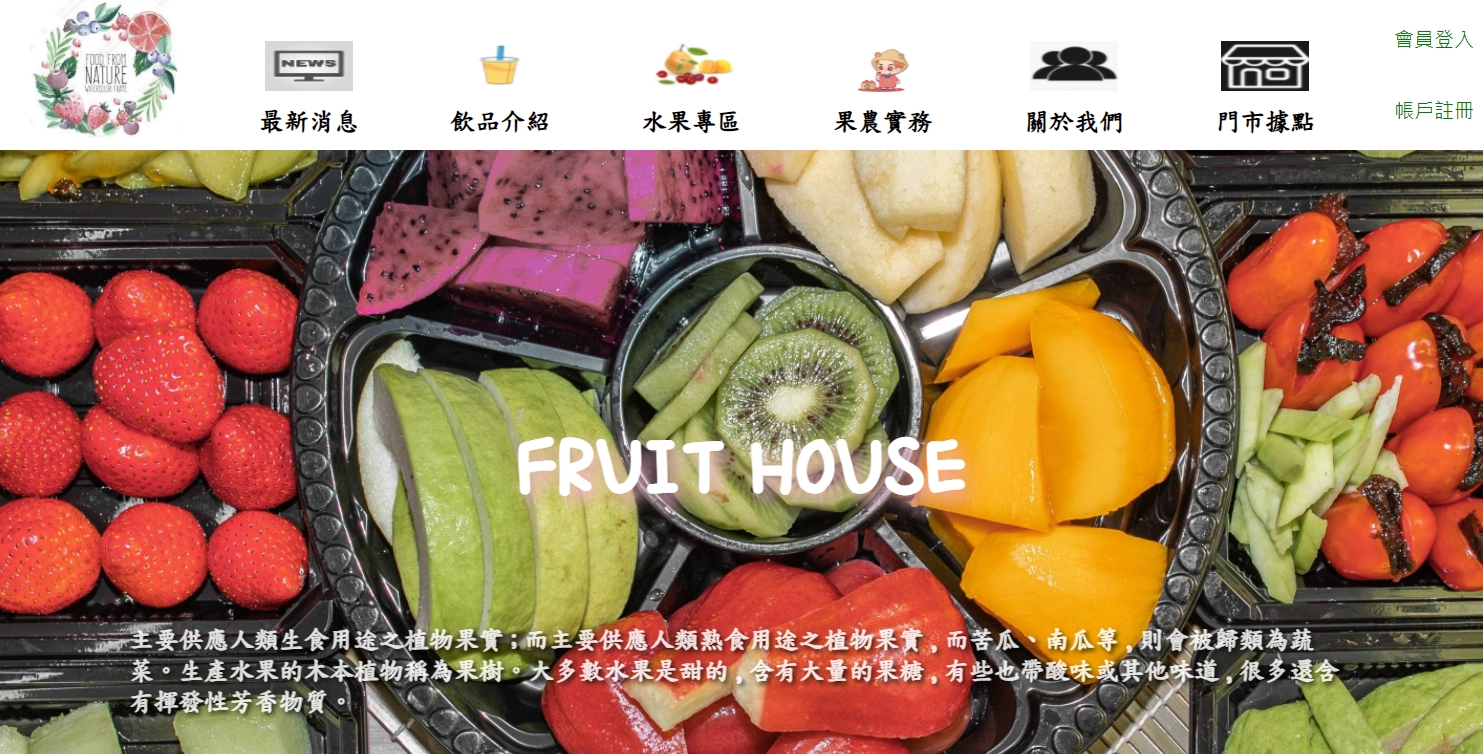 FOOD FROM
NATURE
WATERCOLOR FRAME
NEWS
最新消息
飲品介紹
水果專區
果農實務
關於我們
門市據點
會員登入
帳戶註冊
FRUIT HOUSE
主要供應人類生食用途之植物果實；而主要供應人類熟食用途之植物果實，而苦瓜、南瓜等，則會被歸類為蔬
菜。生產水果的木本植物稱為果樹。大多數水果是甜的，含有大量的果糖，有些也帶酸味或其他味道，很多還含
有揮發性芳香物質。